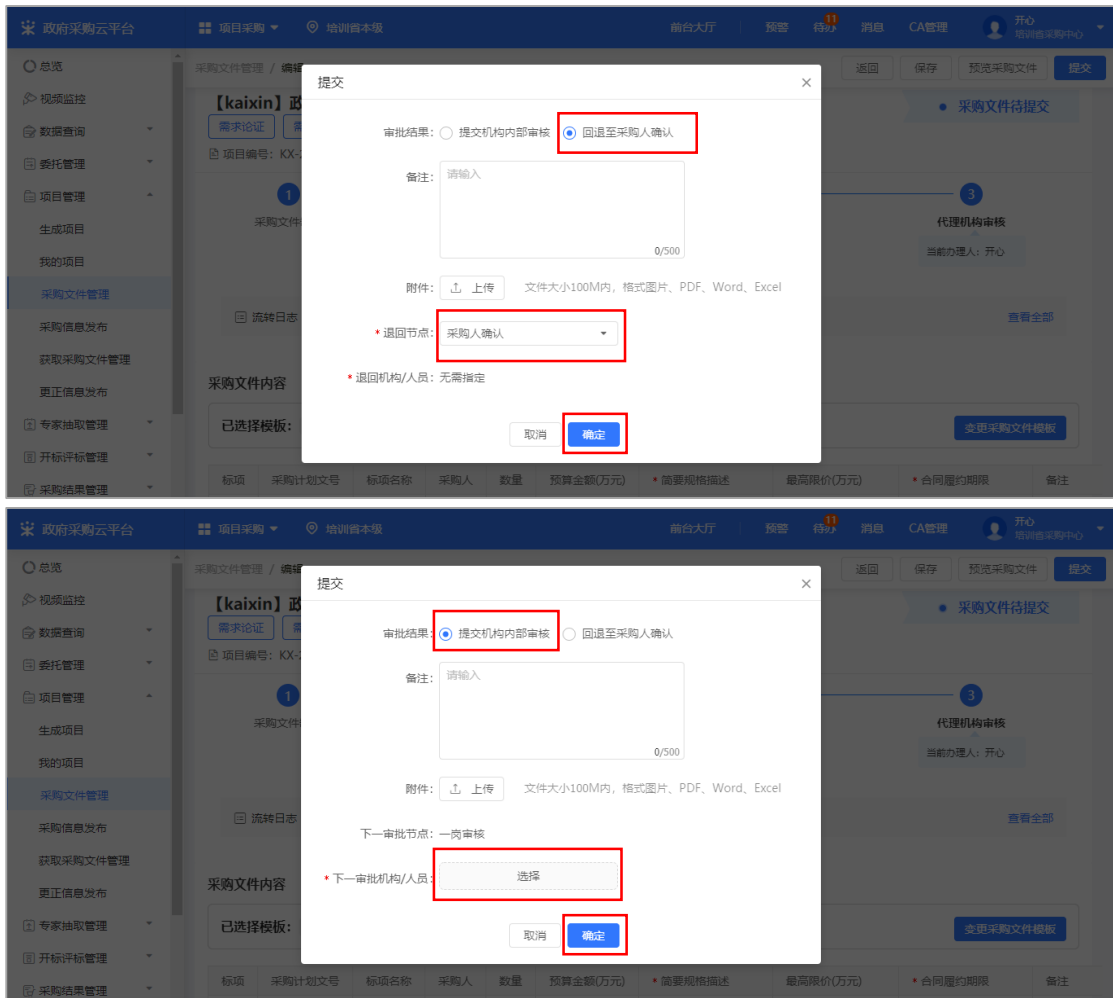 政府采购云平台 项目采购 培训省本级 前台大厅 预警 待办 11 消息 CA管理 开心
培训省采购中心
总览 采购文件管理 / 编辑 返回 保存 预览采购文件 提交
提交
视频监控 【kaixin】政 采购文件待提交
数据查询 需求论证 需 审批结果: 提交机构内部审核 回退至采购人确认
委托管理 项目编号: KX-2
备注: 请输入
项目管理 1 3
生成项目 采购文件 代理机构审核
0/500
我的项目 当前办理人: 开心
采购文件管理 附件: 上传 文件大小100M内, 格式图片、PDF、Word、Excel
采购信息发布 流转日志 * 退回节点: 采购人确认 查看全部
获取采购文件管理
更正信息发布 采购文件内容 * 退回机构/人员: 无需指定
专家抽取管理 已选择模板: 取消 确定 变更采购文件模板
开标评标管理
采购结果管理 标项 采购计划文号 标项名称 采购人 数量 预算金额(万元) * 简要规格描述 最高限价(万元) * 合同履约期限 备注
政府采购云平台 项目采购 培训省本级 前台大厅 预警 待办 11 消息 CA管理 开心
培训省采购中心
总览 采购文件管理 / 编辑 返回 保存 预览采购文件 提交
提交
视频监控 【kaixin】政 采购文件待提交
数据查询 需求论证 需 审批结果: 提交机构内部审核 回退至采购人确认
委托管理 项目编号: KX-2
备注: 请输入
项目管理 1 3
生成项目 采购文件 代理机构审核
0/500
我的项目 当前办理人: 开心
采购文件管理 附件: 上传 文件大小100M内, 格式图片、PDF、Word、Excel
采购信息发布 流转日志 查看全部
下一审批节点: 一岗审核
获取采购文件管理
更正信息发布 采购文件内容 * 下一审批机构/人员: 选择
专家抽取管理 已选择模板: 取消 确定 变更采购文件模板
开标评标管理
采购结果管理 标项 采购计划文号 标项名称 采购人 数量 预算金额(万元) * 简要规格描述 最高限价(万元) * 合同履约期限 备注